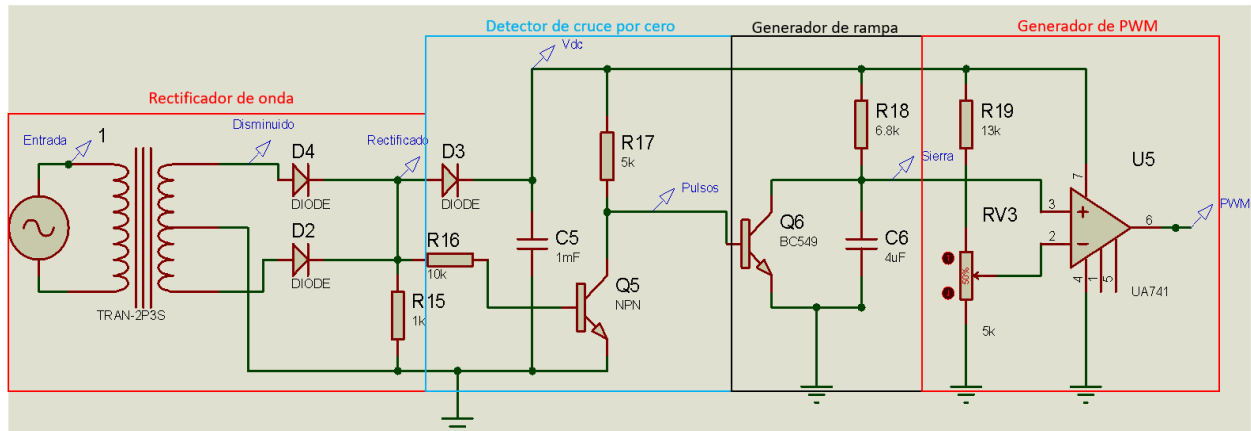 Detector de cruce por cero
Generador de rampa
Generador de PWM
Rectificador de onda
Vdc
Entrada
1
Disminuido
D4
DIODE
Rectificado
D3
DIODE
R17
5k
R18
6.8k
R19
13k
U5
Sierra
Pulsos
7
3
2
6
4
1
5
PWM
UA741
D2
DIODE
R16
10k
C5
1mF
Q6
BC549
C6
4uF
RV3
50%
5k
Q5
NPN
R15
1k
TRAN-2P3S